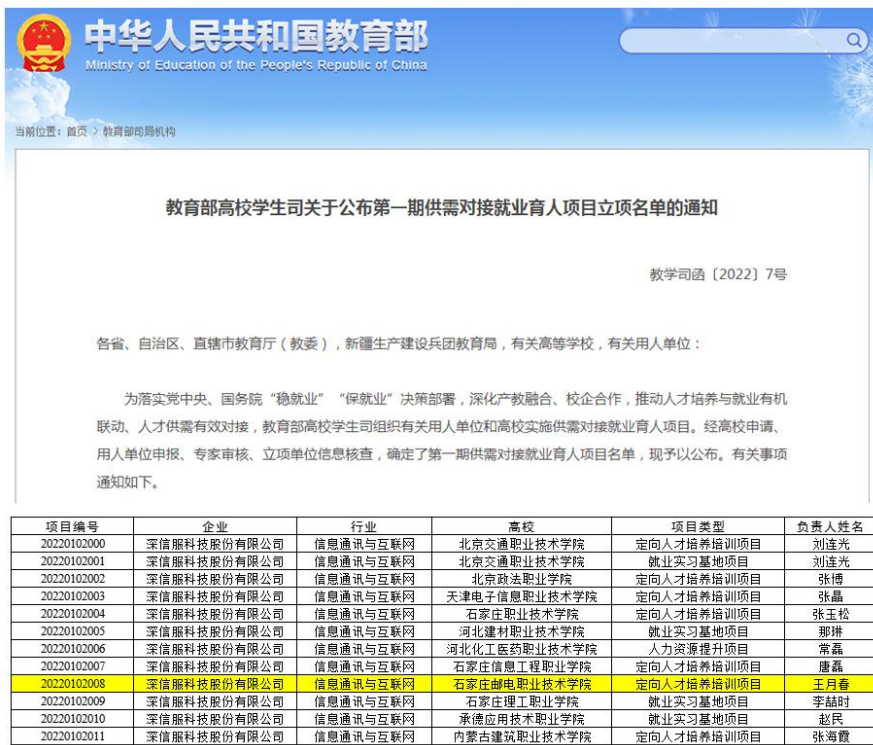 中华人民共和国教育部
Ministry of Education of the People's Republic of China
当前位置：首页 > 教育部司局机构
教育部高校学生司关于公布第一期供需对接就业育人项目立项名单的通知
教学司函〔2022〕7号
各省、自治区、直辖市教育厅（教委），新疆生产建设兵团教育局，有关高等学校，有关用人单位：
为落实党中央、国务院“稳就业”“保就业”决策部署，深化产教融合、校企合作，推动人才培养与就业有机
联动、人才供需有效对接，教育部高校学生司组织有关用人单位和高校实施供需对接就业育人项目。经高校申请、
用人单位申报、专家审核、立项单位信息核查，确定了第一期供需对接就业育人项目名单，现予以公布。有关事项
通知如下。
项目编号 企业 行业 高校 项目类型 负责人姓名
20220102000 深信服科技股份有限公司 信息通讯与互联网 北京交通职业技术学院 定向人才培养培训项目 刘连光
20220102001 深信服科技股份有限公司 信息通讯与互联网 北京交通职业技术学院 就业实习基地项目 刘连光
20220102002 深信服科技股份有限公司 信息通讯与互联网 北京政法职业学院 定向人才培养培训项目 张博
20220102003 深信服科技股份有限公司 信息通讯与互联网 天津电子信息职业技术学院 定向人才培养培训项目 张晶
20220102004 深信服科技股份有限公司 信息通讯与互联网 石家庄职业技术学院 定向人才培养培训项目 张玉松
20220102005 深信服科技股份有限公司 信息通讯与互联网 河北建材职业技术学院 就业实习基地项目 那琳
20220102006 深信服科技股份有限公司 信息通讯与互联网 河北化工医药职业技术学院 人力资源提升项目 常磊
20220102007 深信服科技股份有限公司 信息通讯与互联网 石家庄信息工程职业学院 定向人才培养培训项目 唐磊
20220102008 深信服科技股份有限公司 信息通讯与互联网 石家庄邮电职业技术学院 定向人才培养培训项目 王月春
20220102009 深信服科技股份有限公司 信息通讯与互联网 石家庄理工职业学院 就业实习基地项目 李喆时
20220102010 深信服科技股份有限公司 信息通讯与互联网 承德应用技术职业学院 就业实习基地项目 赵民
20220102011 深信服科技股份有限公司 信息通讯与互联网 内蒙古建筑职业技术学院 定向人才培养培训项目 张海霞